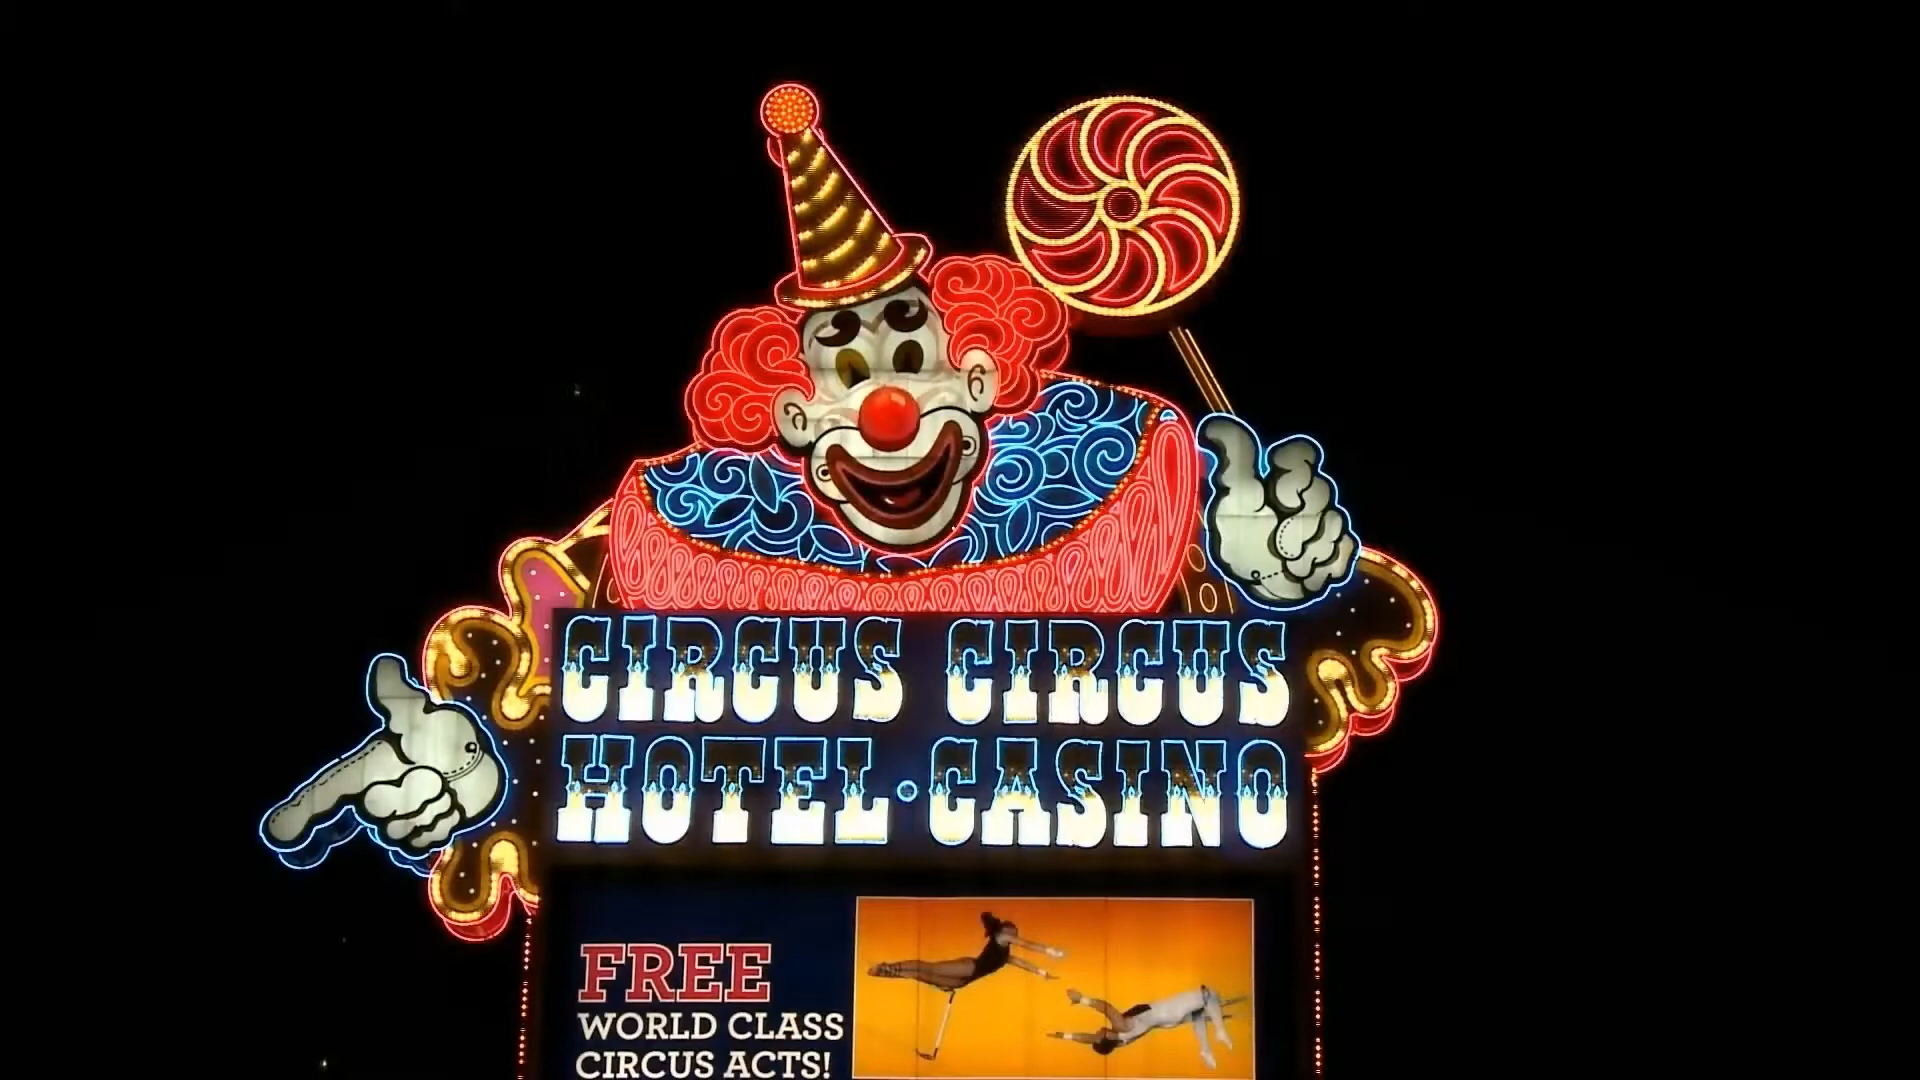 CIRCUS CIRCUS
HOTEL·CASINO
FREE
WORLD CLASS
CIRCUS ACTS!